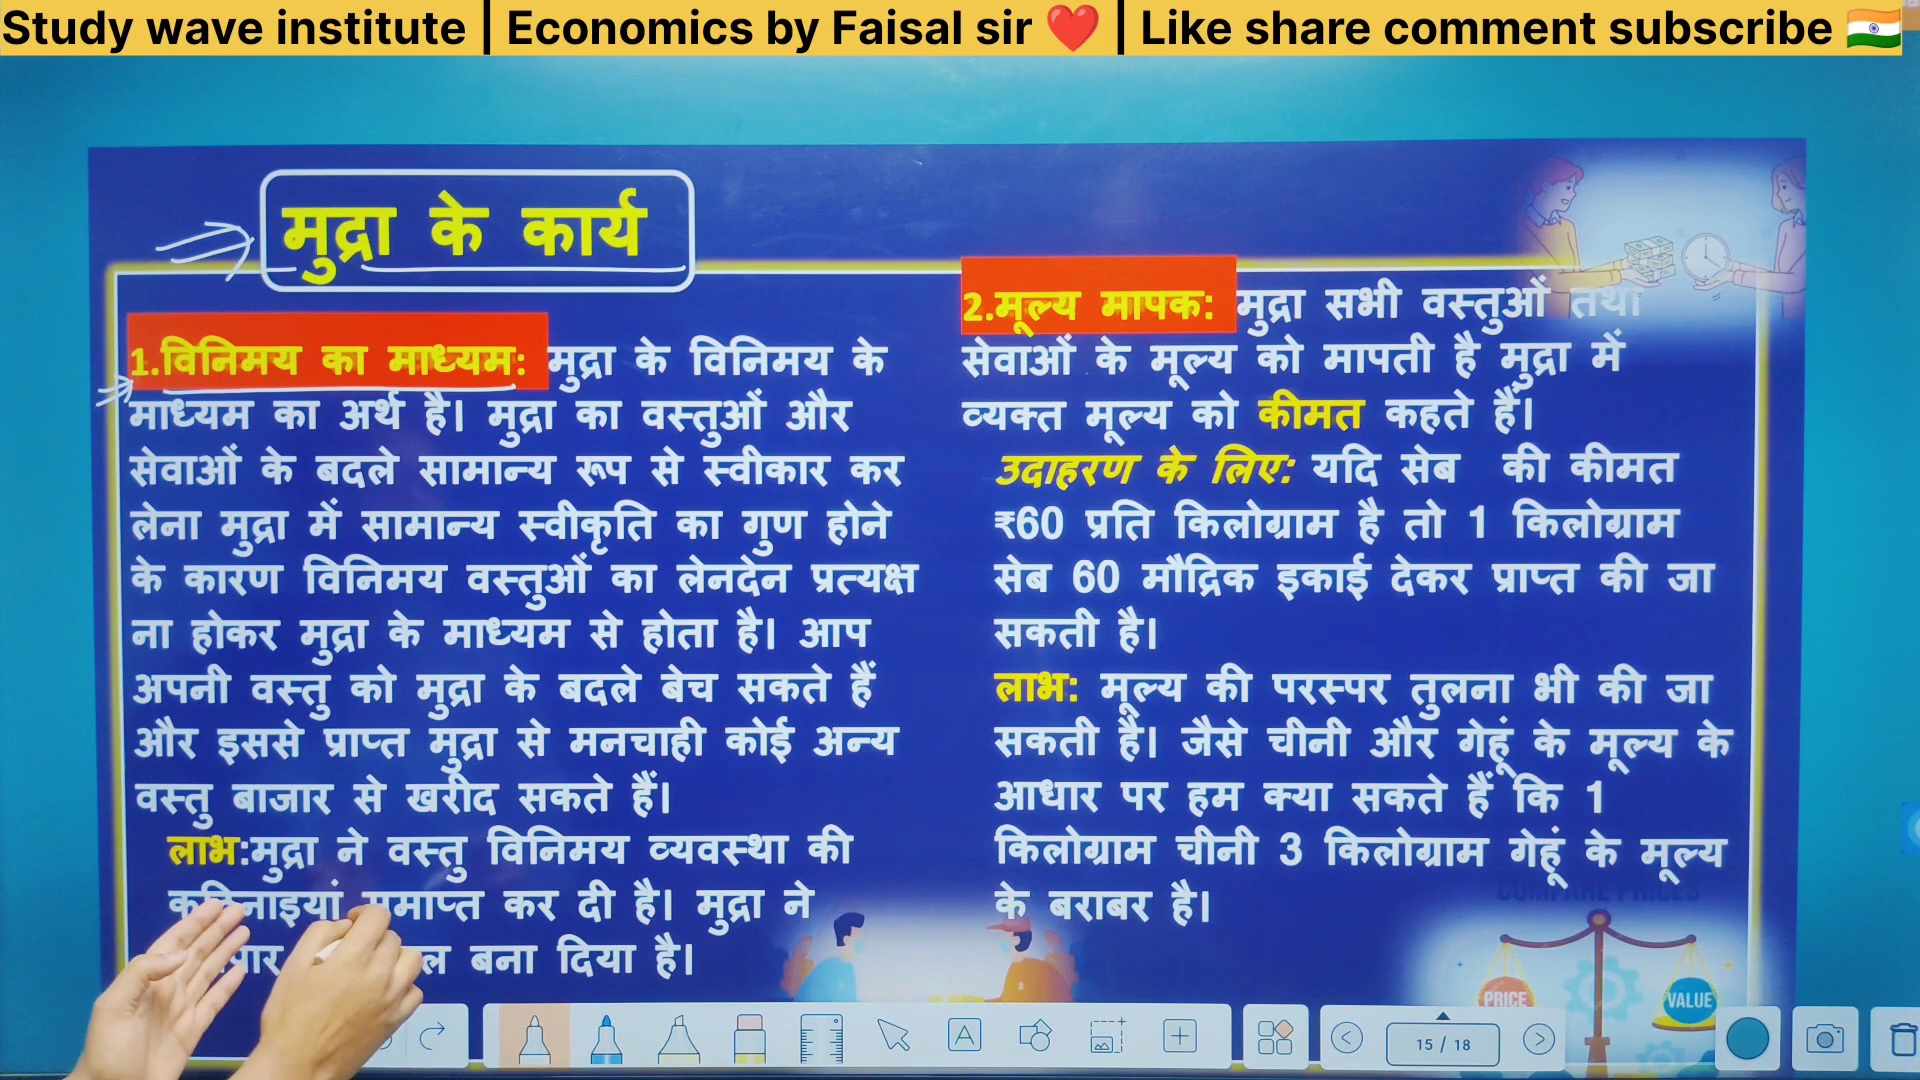 Study wave institute | Economics by Faisal sir ❤️ | Like share comment subscribe 🇮🇳
मुद्रा के कार्य
1.विनिमय का माध्यम: मुद्रा के विनिमय के
माध्यम का अर्थ है। मुद्रा का वस्तुओं और
सेवाओं के बदले सामान्य रूप से स्वीकार कर
लेना मुद्रा में सामान्य स्वीकृति का गुण होने
के कारण विनिमय वस्तुओं का लेनदेन प्रत्यक्ष
ना होकर मुद्रा के माध्यम से होता है। आप
अपनी वस्तु को मुद्रा के बदले बेच सकते हैं
और इससे प्राप्त मुद्रा से मनचाही कोई अन्य
वस्तु बाजार से खरीद सकते हैं।
लाभ:मुद्रा ने वस्तु विनिमय व्यवस्था की
कठिनाइयां समाप्त कर दी है। मुद्रा ने
बना दिया है।
2.मूल्य मापक: मुद्रा सभी वस्तुओं तथा
सेवाओं के मूल्य को मापती है मुद्रा में
व्यक्त मूल्य को कीमत कहते हैं।
उदाहरण के लिए: यदि सेब की कीमत
₹60 प्रति किलोग्राम है तो 1 किलोग्राम
सेब 60 मौद्रिक इकाई देकर प्राप्त की जा
सकती है।
लाभ: मूल्य की परस्पर तुलना भी की जा
सकती है। जैसे चीनी और गेहूं के मूल्य के
आधार पर हम क्या सकते हैं कि 1
किलोग्राम चीनी 3 किलोग्राम गेहूं के मूल्य
के बराबर है।
COMPARE PRICES
PRICE
VALUE
A
15 / 18